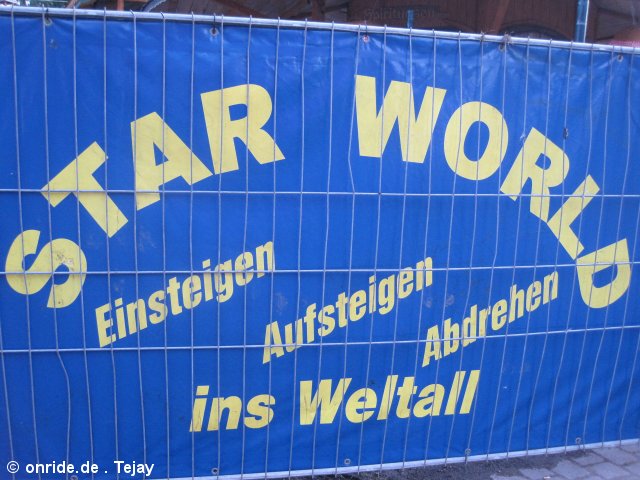 STAR WORLD
Einsteigen
Aufsteigen
Abdrehen
ins Weltall
© onride.de . Tejay